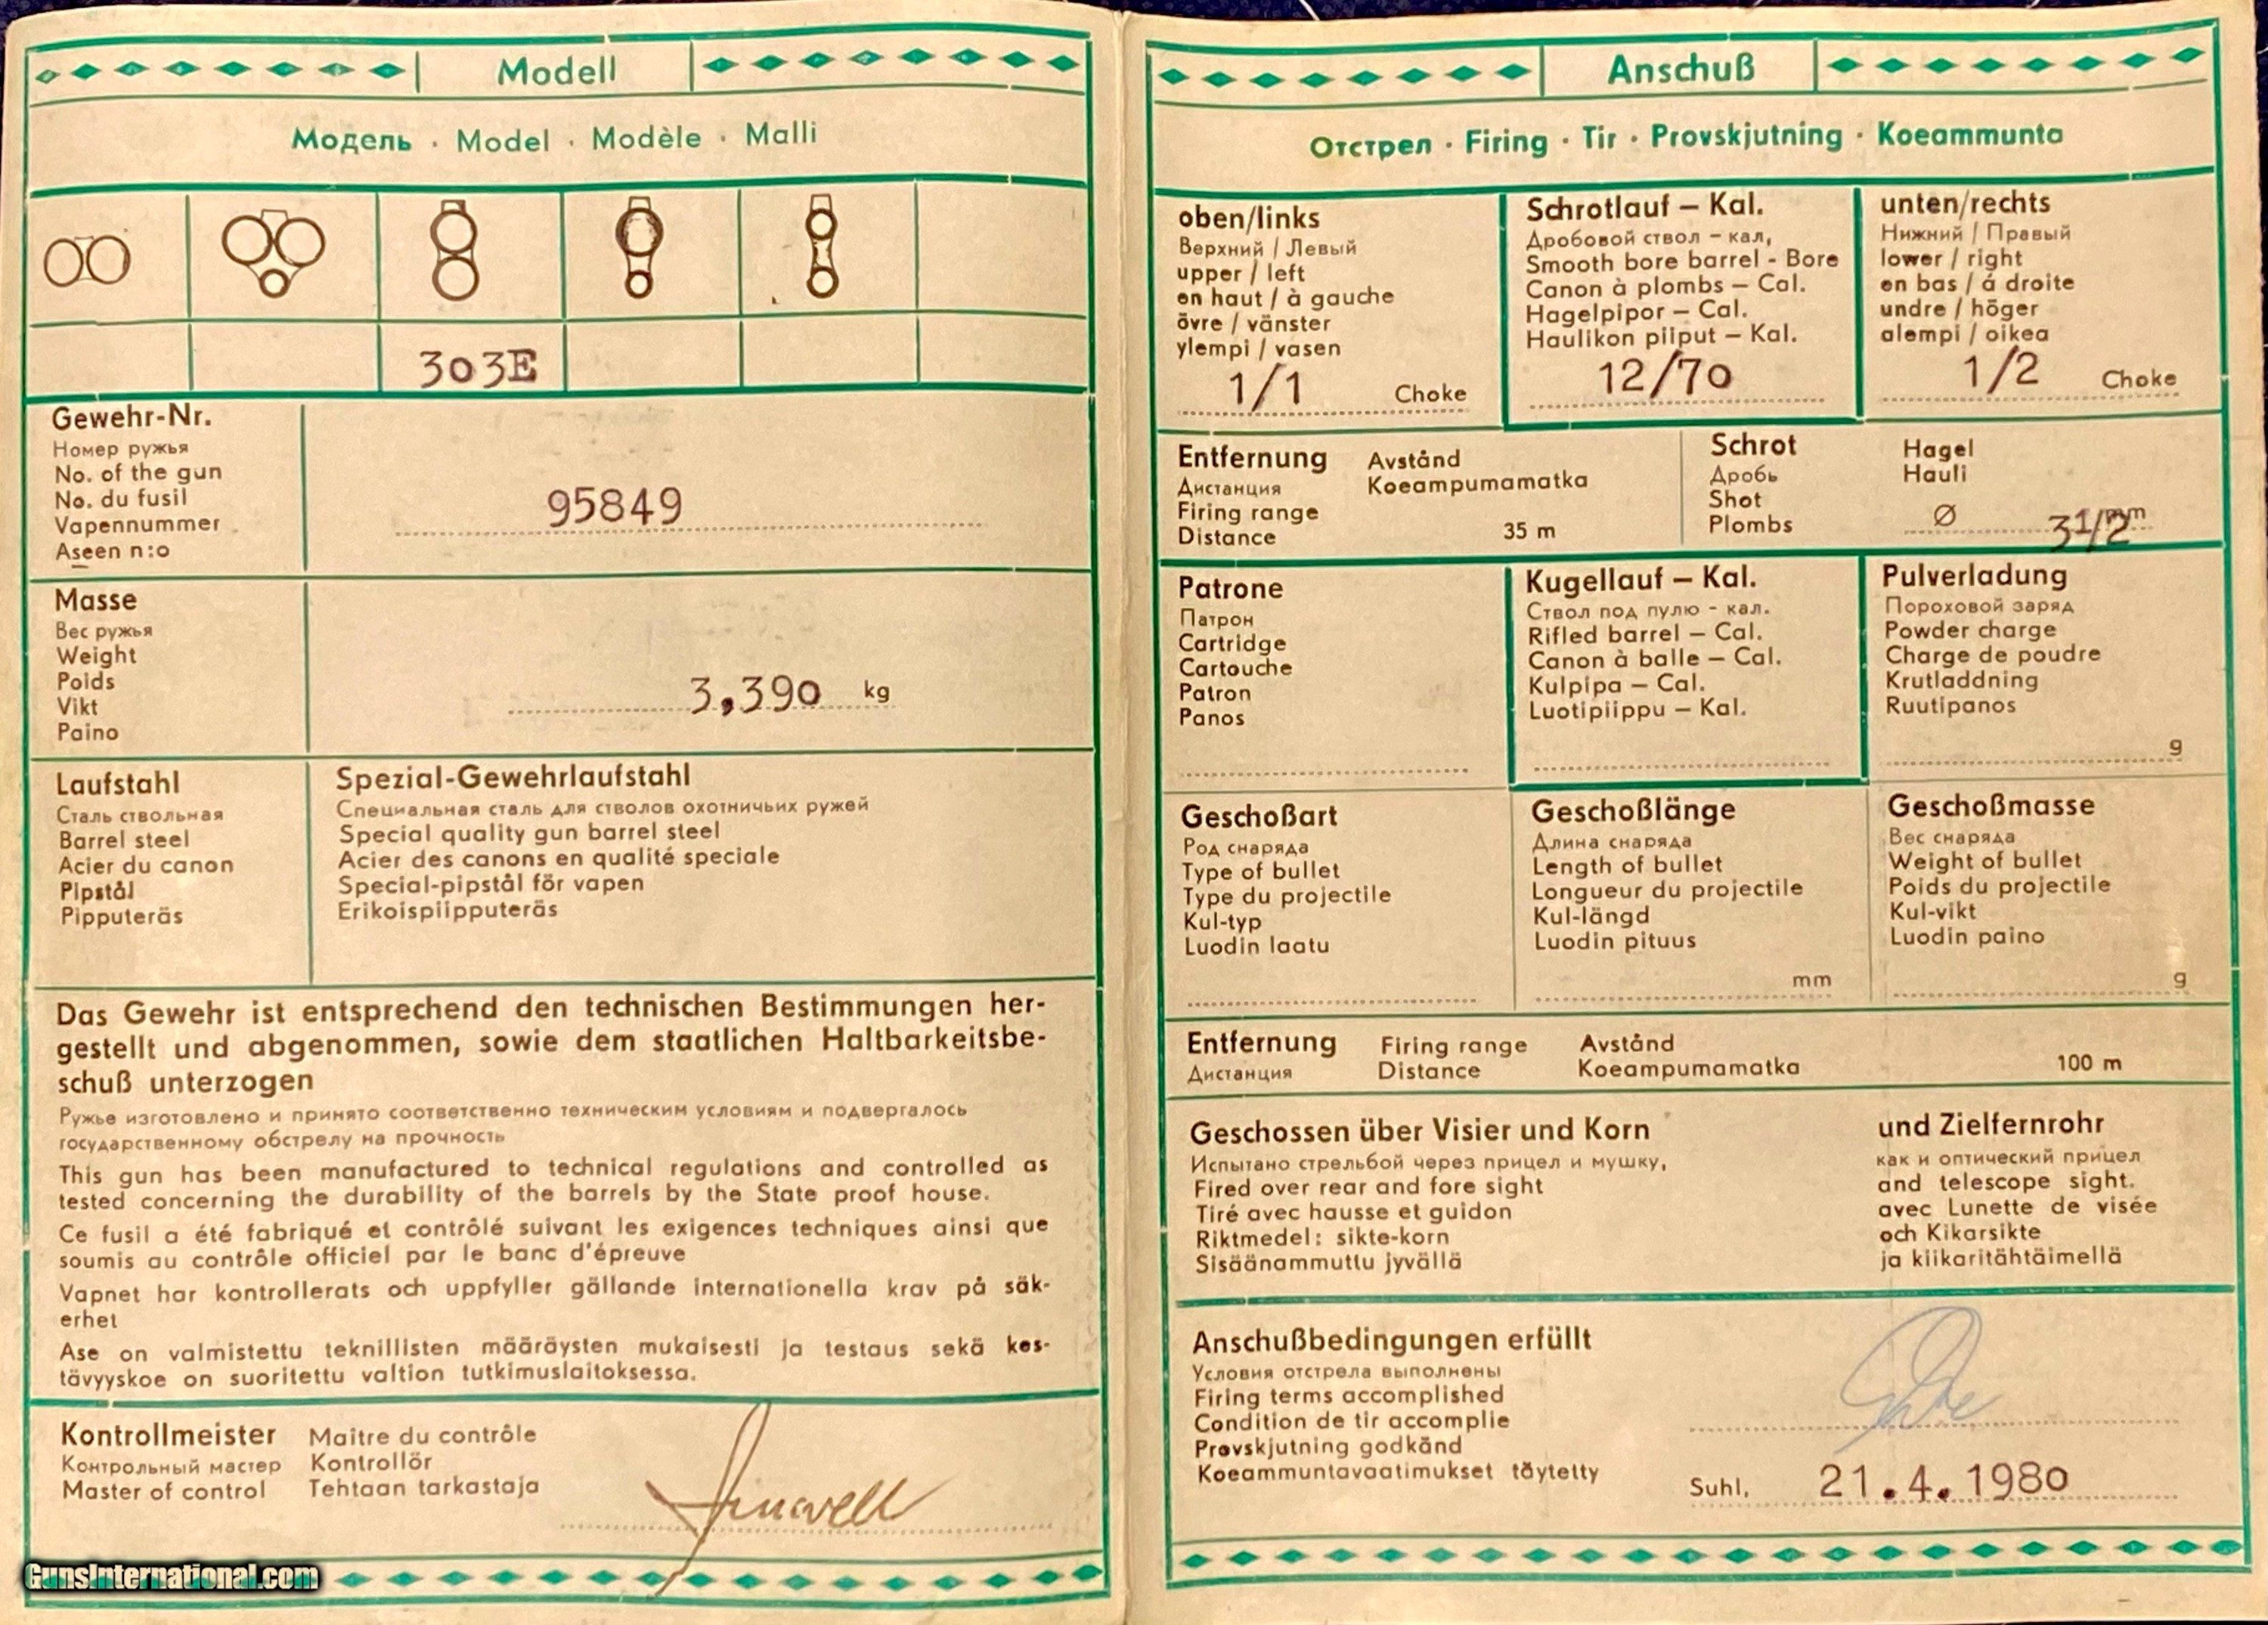 Modell
Модель · Model · Modèle · Malli
303E
Gewehr-Nr.
Номер ружья
No. of the gun
No. du fusil
Vapennummer
Aseen n:o
95849
Masse
Вес ружья
Weight
Poids
Vikt
Paino
3,390 kg
Laufstahl
Сталь ствольная
Barrel steel
Acier du canon
Pipstål
Pipputeräs
Spezial-Gewehrlaufstahl
Специальная сталь для стволов охотничьих ружей
Special quality gun barrel steel
Acier des canons en qualité speciale
Special-pipstål för vapen
Erikoispiipputeräs
Das Gewehr ist entsprechend den technischen Bestimmungen her-
gestellt und abgenommen, sowie dem staatlichen Haltbarkeitsbe-
schuß unterzogen
Ружье изготовлено и принято соответственно техническим условиям и подвергалось
государственному обстрелу на прочность
This gun has been manufactured to technical regulations and controlled as
tested concerning the durability of the barrels by the State proof house.
Ce fusil a été fabriqué et contrôlé suivant les exigences techniques ainsi que
soumis au contrôle officiel par le banc d'épreuve
Vapnet har kontrollerats och uppfyller gällande internationella krav på säk-
erhet
Ase on valmistettu teknillisten määräysten mukaisesti ja testaus sekä kes-
tävyyskoe on suoritettu valtion tutkimuslaitoksessa.
Kontrollmeister
Контрольный мастер
Master of control
Maître du contrôle
Kontrollör
Tehtaan tarkastaja
GunsInternational.com
Anschuß
Отстрел · Firing · Tir · Provskjutning · Koeammunta
oben/links
Верхний / Левый
upper / left
en haut / à gauche
övre / vänster
ylempi / vasen
1/1 Choke
Schrotlauf – Kal.
Дробовой ствол – кал,
Smooth bore barrel - Bore
Canon à plombs – Cal.
Hagelpipor – Cal.
Haulikon piiput – Kal.
12/70
unten/rechts
Нижний / Правый
lower / right
en bas / á droite
undre / höger
alempi / oikea
1/2 Choke
Entfernung
Дистанция
Firing range
Distance
Avstånd
Koeampumamatka
35 m
Schrot
Дробь
Shot
Plombs
Hagel
Hauli
Ø 31/2 mm
Patrone
Патрон
Cartridge
Cartouche
Patron
Panos
Kugellauf – Kal.
Ствол под пулю - кал.
Rifled barrel – Cal.
Canon à balle – Cal.
Kulpipa – Cal.
Luotipiippu – Kal.
Pulverladung
Пороховой заряд
Powder charge
Charge de poudre
Krutladdning
Ruutipanos
g
Geschoßart
Род снаряда
Type of bullet
Type du projectile
Kul-typ
Luodin laatu
Geschoßlänge
Длина снаряда
Length of bullet
Longueur du projectile
Kul-längd
Luodin pituus
mm
Geschoßmasse
Вес снаряда
Weight of bullet
Poids du projectile
Kul-vikt
Luodin paino
g
Entfernung
Дистанция
Firing range
Distance
Avstånd
Koeampumamatka
100 m
Geschossen über Visier und Korn
Испытано стрельбой через прицел и мушку,
Fired over rear and fore sight
Tiré avec hausse et guidon
Riktmedel: sikte-korn
Sisäänammuttu jyvällä
und Zielfernrohr
как и оптический прицел
and telescope sight.
avec Lunette de visée
och Kikarsikte
ja kiikaritähtäimellä
Anschußbedingungen erfüllt
Условия отстрела выполнены
Firing terms accomplished
Condition de tir accomplie
Provskjutning godkänd
Koeammuntavaatimukset täytetty
Suhl, 21.4.1980